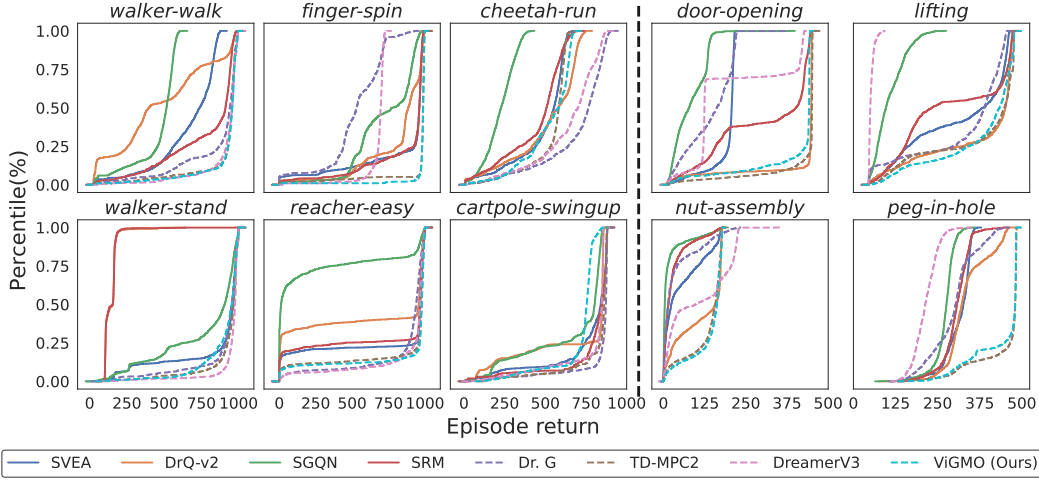 walker-walk finger-spin cheetah-run door-opening lifting
1.00
0.75
0.50
0.25
0.00
walker-stand reacher-easy cartpole-swingup nut-assembly peg-in-hole
1.00
0.75
0.50
0.25
0.00
Percentile(%)
0 250 500 750 0 250 500 750 1000 0 250 500 750 1000 0 125 250 375 500 0 125 250 375 500
Episode return
SVEA DrQ-v2 SGQN SRM Dr. G TD-MPC2 DreamerV3 ViGMO (Ours)